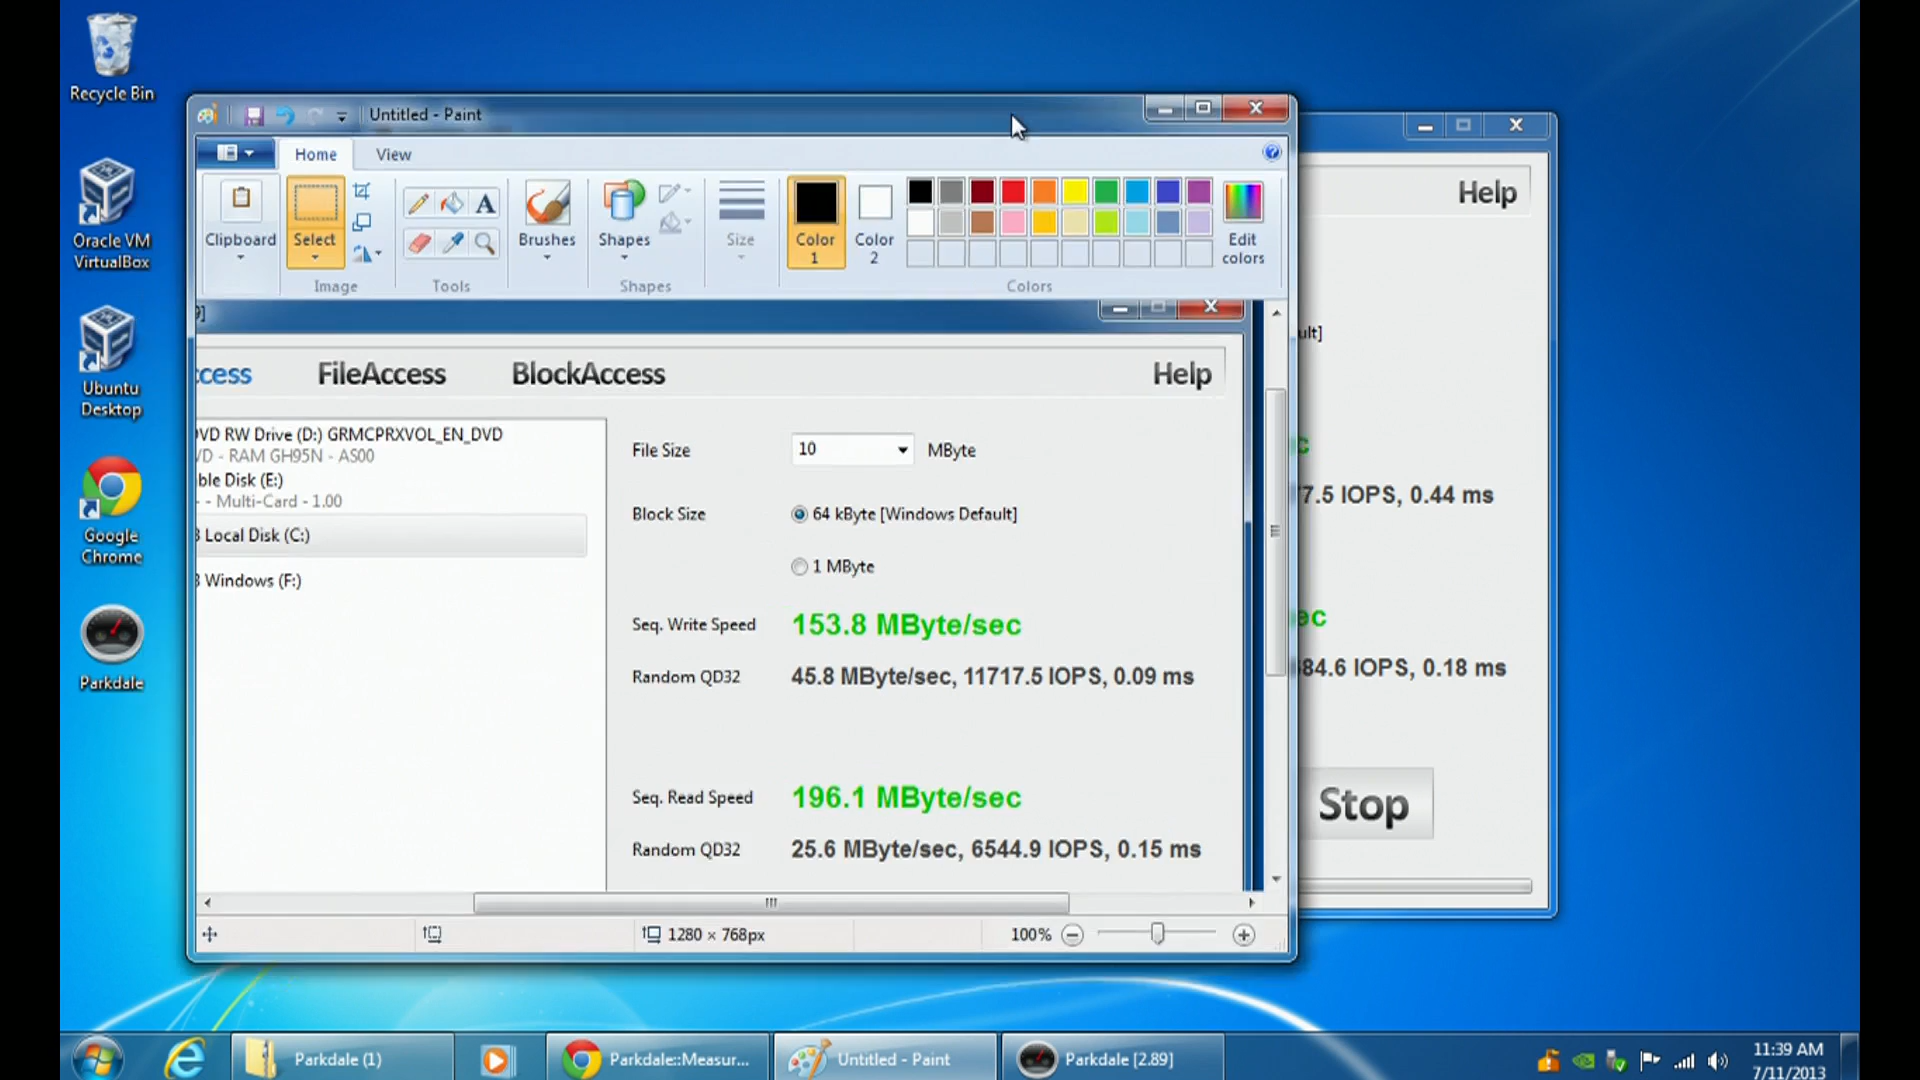 Recycle Bin
Oracle VM
VirtualBox
Ubuntu
Desktop
Google
Chrome
Parkdale
Untitled - Paint
Home
View
Clipboard
Select
Image
Tools
Brushes
Shapes
Shapes
Size
Color
1
Color
2
Colors
Edit
colors
9]
ccess
FileAccess
BlockAccess
Help
VD RW Drive (D:) GRMCPRXVOL_EN_DVD
VD - RAM GH95N - AS00
ble Disk (E:)
- - Multi-Card - 1.00
B Local Disk (C:)
B Windows (F:)
File Size
10
MByte
Block Size
64 kByte [Windows Default]
1 MByte
Seq. Write Speed
153.8 MByte/sec
Random QD32
45.8 MByte/sec, 11717.5 IOPS, 0.09 ms
Seq. Read Speed
196.1 MByte/sec
Random QD32
25.6 MByte/sec, 6544.9 IOPS, 0.15 ms
1280 × 768px
100%
Help
ult]
c
7.5 IOPS, 0.44 ms
ec
84.6 IOPS, 0.18 ms
Stop
Parkdale (1)
Parkdale::Measur...
Untitled - Paint
Parkdale [2.89]
11:39 AM
7/11/2013